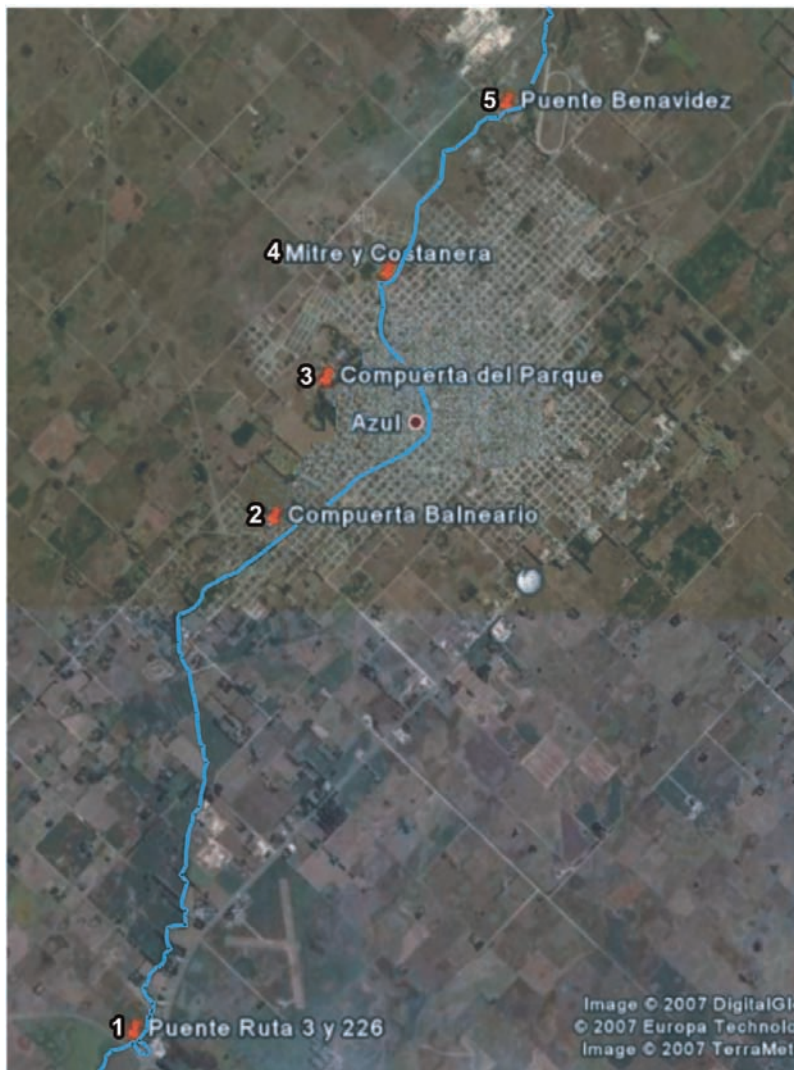 5 Puente Benavidez
4 Mitre y Costanera
3 Compuerta del Parque
Azul
2 Compuerta Balneario
1 Puente Ruta 3 y 226
Image © 2007 DigitalGlo
© 2007 Europa Technolo
Image © 2007 TerraMet